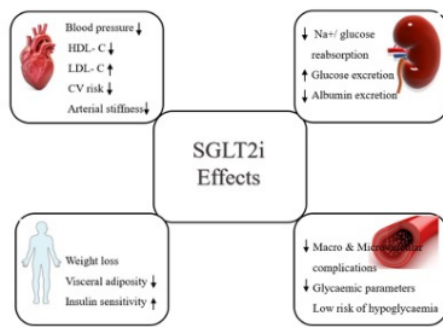 Blood pressure ↓
HDL- C ↓
LDL- C ↑
CV risk ↓
Arterial stiffness ↓
↓ Na+/ glucose
reabsorption
↑ Glucose excretion
↓ Albumin excretion
SGLT2i
Effects
Weight loss
Visceral adiposity ↓
Insulin sensitivity ↑
↓ Macro & Microvascular
complications
↓ Glycaemic parameters
Low risk of hypoglycaemia